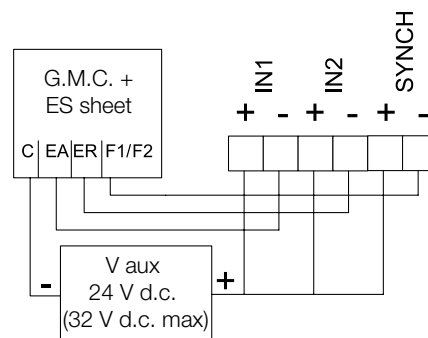 G.M.C. +
ES sheet
C EA ER F1/F2
IN1 IN2 SYNCH
+ - + - + -
- V aux +
24 V d.c.
(32 V d.c. max)